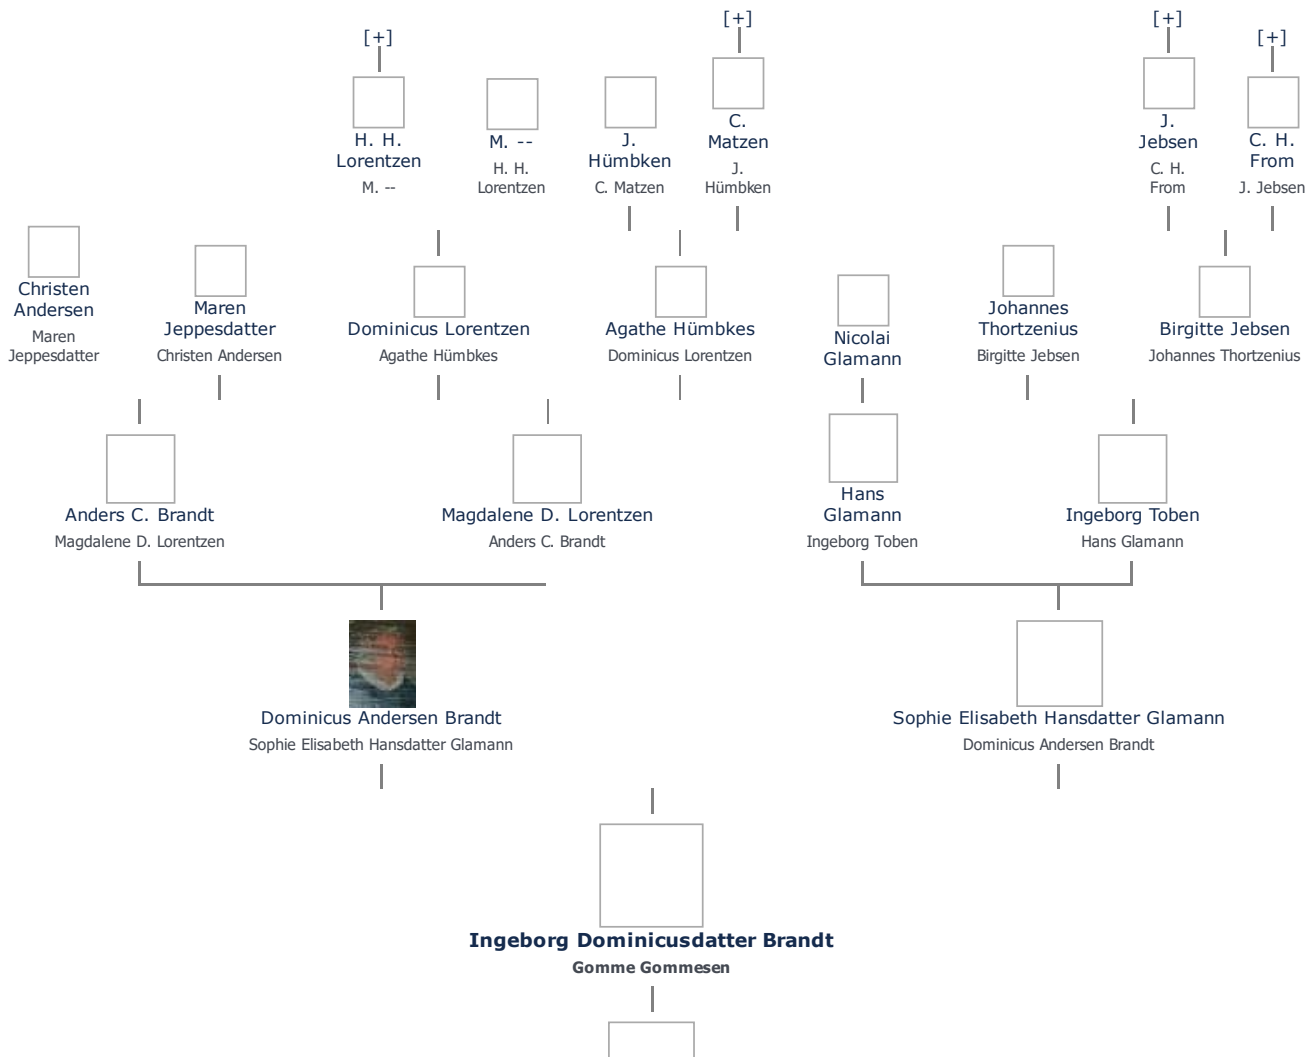 [+]
[+]
[+]
[+]
H. H.
Lorentzen
M. --
M. --
H. H.
Lorentzen
J.
Hümbken
C. Matzen
C.
Matzen
J.
Hümbken
J.
Jebsen
C. H.
From
C. H.
From
J. Jebsen
Christen
Andersen
Maren
Jeppesdatter
Maren
Jeppesdatter
Christen Andersen
Dominicus Lorentzen
Agathe Hümbkes
Agathe Hümbkes
Dominicus Lorentzen
Nicolai
Glamann
Johannes
Thortzenius
Birgitte Jebsen
Birgitte Jebsen
Johannes Thortzenius
Anders C. Brandt
Magdalene D. Lorentzen
Magdalene D. Lorentzen
Anders C. Brandt
Hans
Glamann
Ingeborg Toben
Ingeborg Toben
Hans Glamann
Dominicus Andersen Brandt
Sophie Elisabeth Hansdatter Glamann
Sophie Elisabeth Hansdatter Glamann
Dominicus Andersen Brandt
Ingeborg Dominicusdatter Brandt
Gomme Gommesen